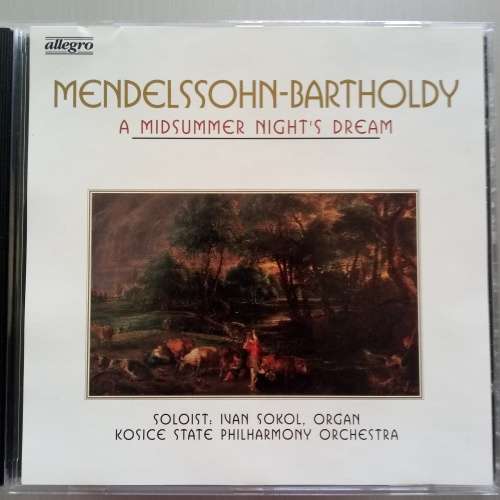 allegro
MENDELSSOHN-BARTHOLDY
A MIDSUMMER NIGHT'S DREAM
SOLOIST: IVAN SOKOL, ORGAN
KOSICE STATE PHILHARMONY ORCHESTRA